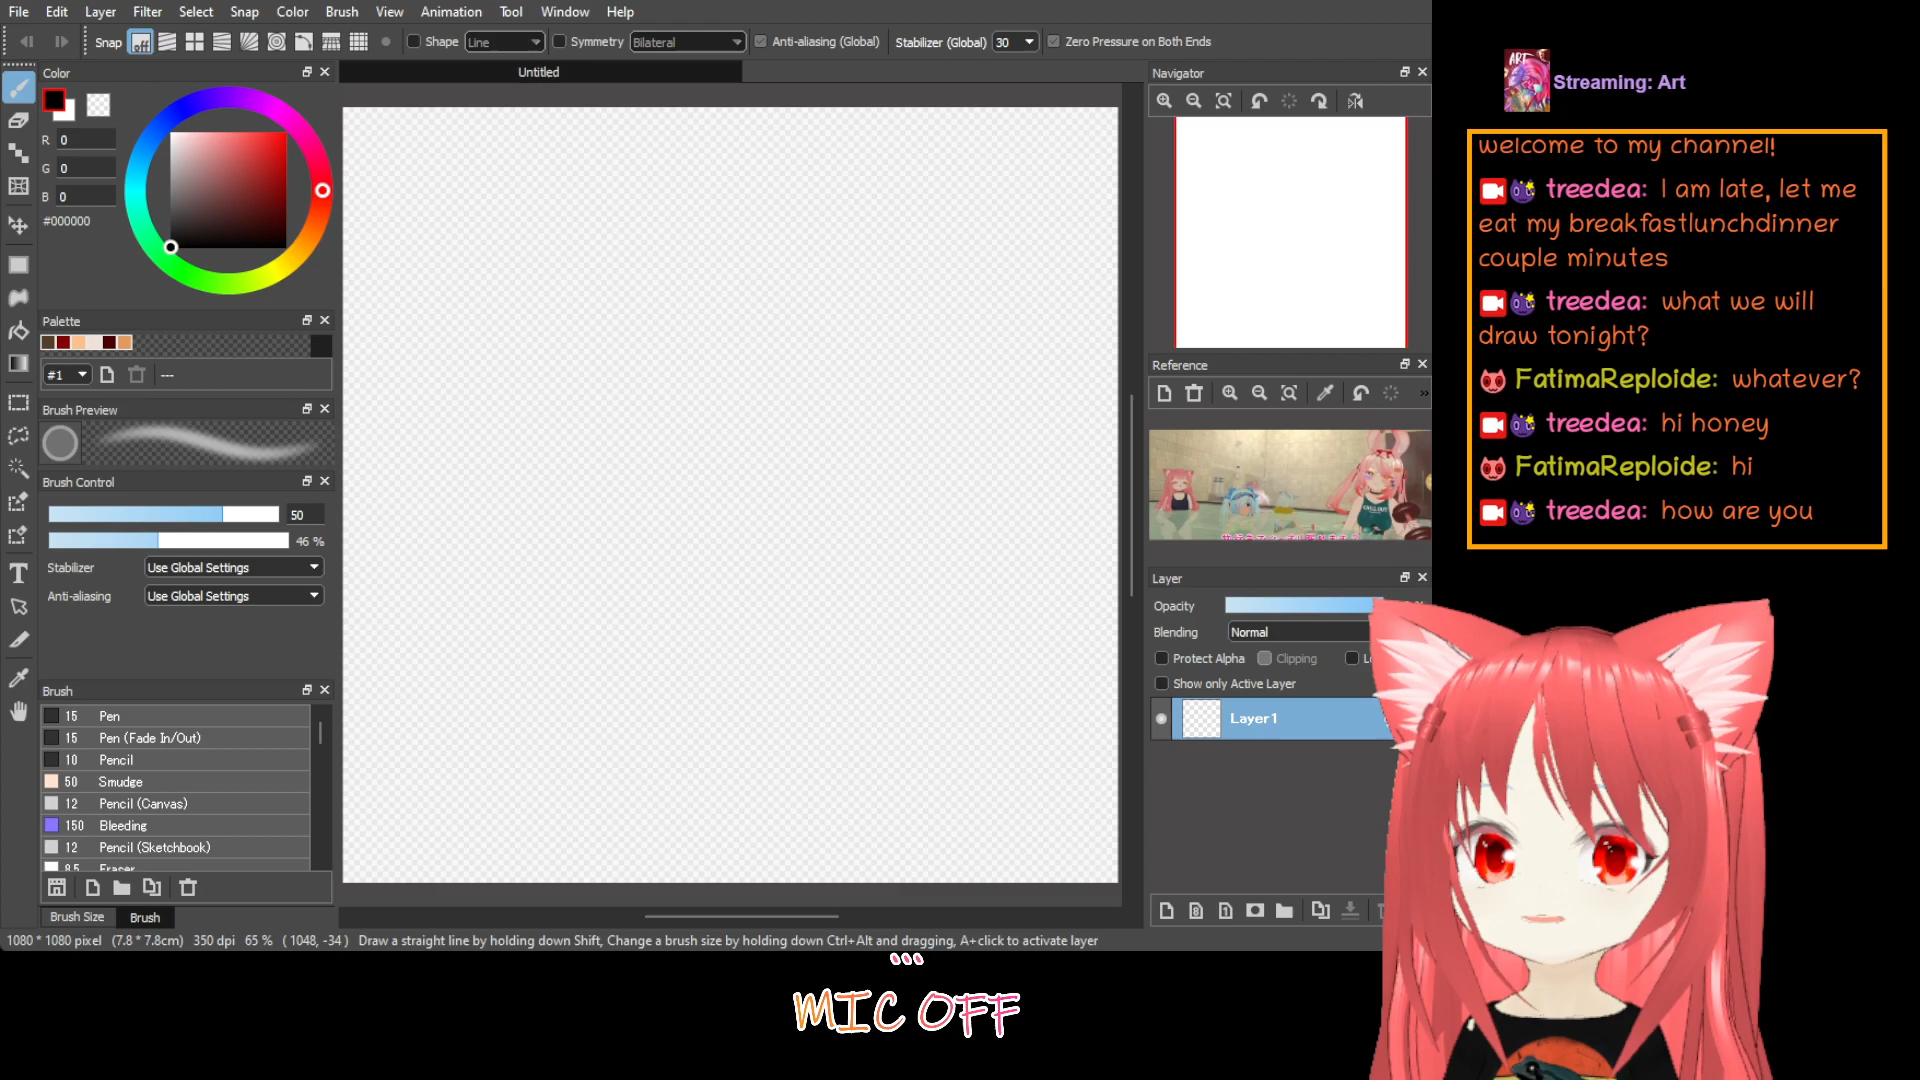 File Edit Layer Filter Select Snap Color Brush View Animation Tool Window Help
Snap off Shape Line Symmetry Bilateral Anti-aliasing (Global) Stabilizer (Global) 30 Zero Pressure on Both Ends
Color
R 0
G 0
B 0
#000000
Palette
#1 ---
Brush Preview
Brush Control
50
46 %
Stabilizer Use Global Settings
Anti-aliasing Use Global Settings
Brush
15 Pen
15 Pen (Fade In/Out)
10 Pencil
50 Smudge
12 Pencil (Canvas)
150 Bleeding
12 Pencil (Sketchbook)
8.5 Eraser
Brush Size Brush
Untitled
Navigator
Reference
CHILL OUT
Layer
Opacity
Blending Normal
Protect Alpha Clipping
Show only Active Layer
Layer1
1080 * 1080 pixel (7.8 * 7.8cm) 350 dpi 65 % ( 1048, -34 ) Draw a straight line by holding down Shift, Change a brush size by holding down Ctrl+Alt and dragging, A+click to activate layer
MIC OFF
ART
Streaming: Art
welcome to my channel!
treedea: I am late, let me
eat my breakfastlunchdinner
couple minutes
treedea: what we will
draw tonight?
FatimaReploide: whatever?
treedea: hi honey
FatimaReploide: hi
treedea: how are you